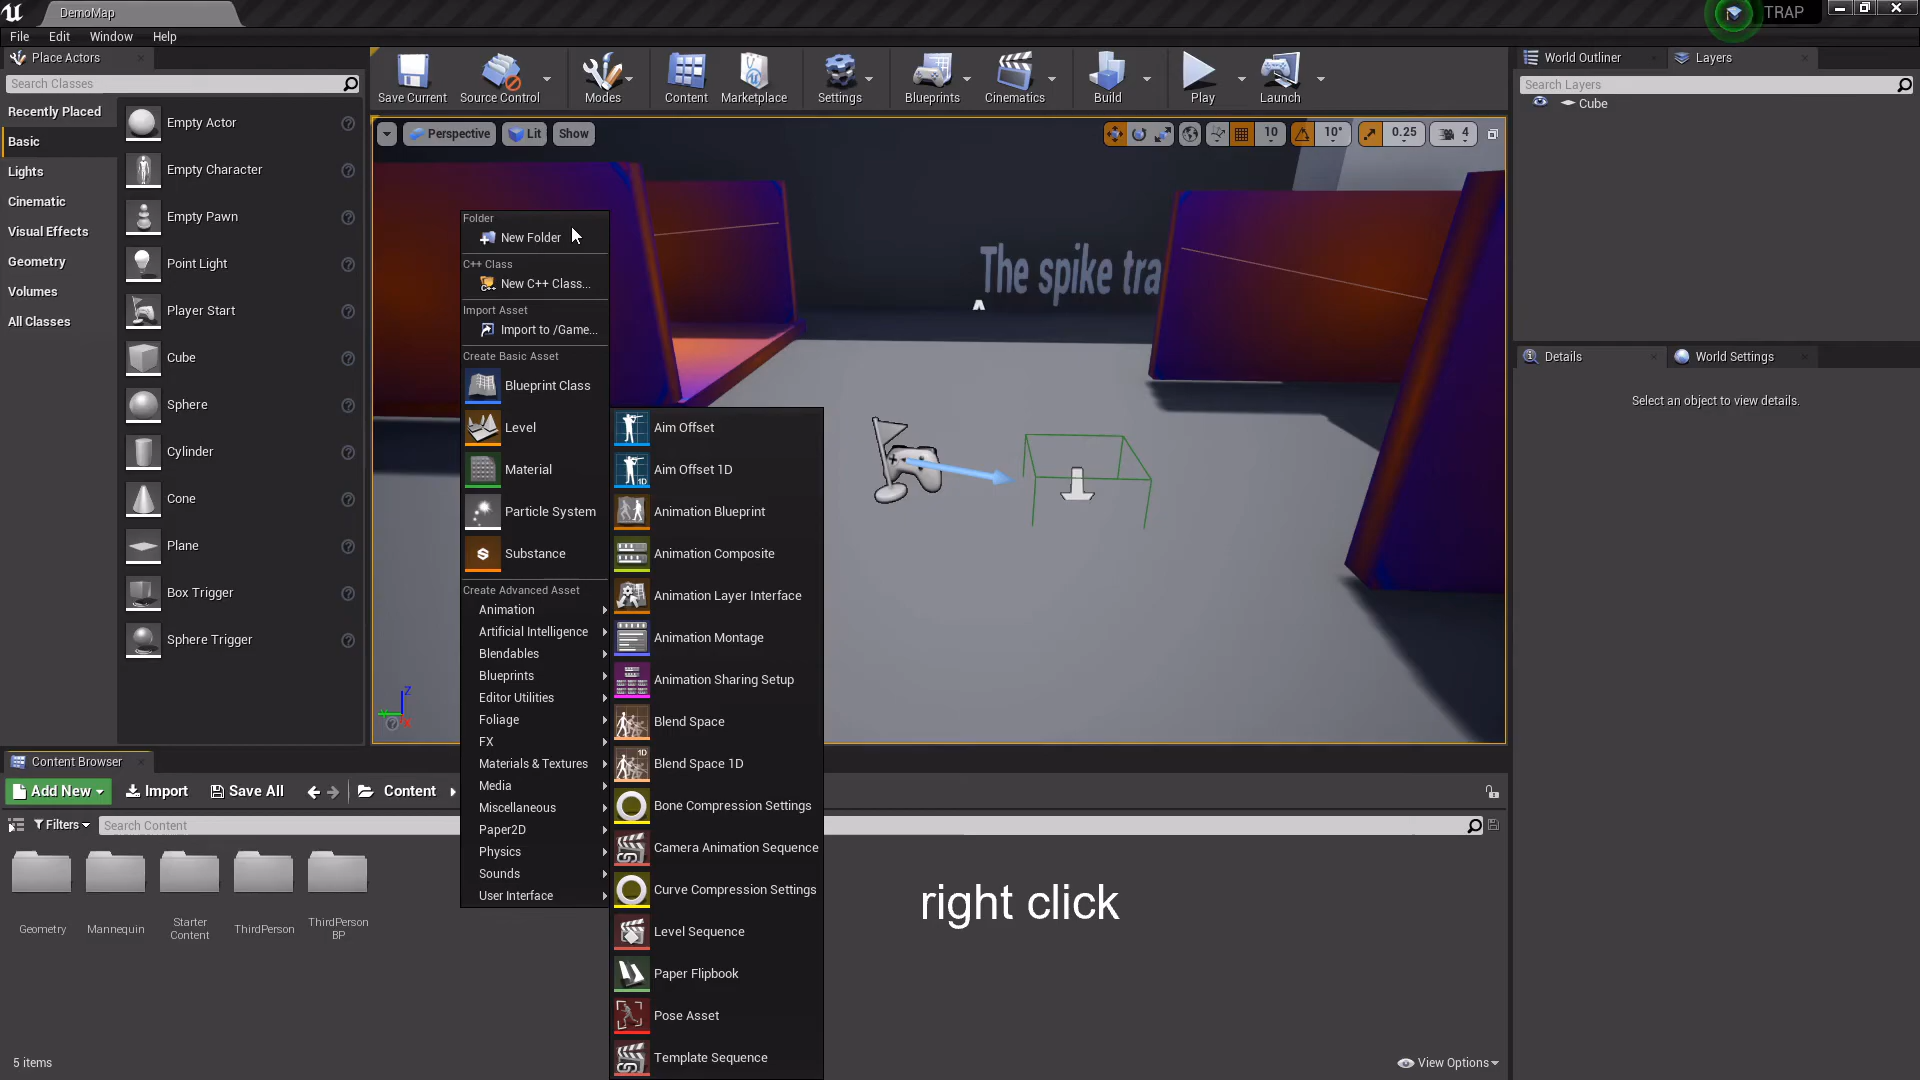 DemoMap
TRAP
File Edit Window Help
Place Actors
Search Classes
Recently Placed
Basic
Lights
Cinematic
Visual Effects
Geometry
Volumes
All Classes
Empty Actor
Empty Character
Empty Pawn
Point Light
Player Start
Cube
Sphere
Cylinder
Cone
Plane
Box Trigger
Sphere Trigger
Save Current
Source Control
Modes
Content
Marketplace
Settings
Blueprints
Cinematics
Build
Play
Launch
Perspective
Lit
Show
10
10°
0.25
4
The spike tra
Folder
New Folder
C++ Class
New C++ Class...
Import Asset
Import to /Game...
Create Basic Asset
Blueprint Class
Level
Material
Particle System
Substance
Create Advanced Asset
Animation
Artificial Intelligence
Blendables
Blueprints
Editor Utilities
Foliage
FX
Materials & Textures
Media
Miscellaneous
Paper2D
Physics
Sounds
User Interface
Aim Offset
1D
Aim Offset 1D
Animation Blueprint
Animation Composite
Animation Layer Interface
Animation Montage
Animation Sharing Setup
Blend Space
1D
Blend Space 1D
Bone Compression Settings
Camera Animation Sequence
Curve Compression Settings
Level Sequence
Paper Flipbook
Pose Asset
Template Sequence
Z
World Outliner
Layers
Search Layers
Cube
Details
World Settings
Select an object to view details.
Content Browser
Add New
Import
Save All
Content
Filters
Search Content
Geometry
Mannequin
Starter
Content
ThirdPerson
ThirdPerson
BP
right click
5 items
View Options